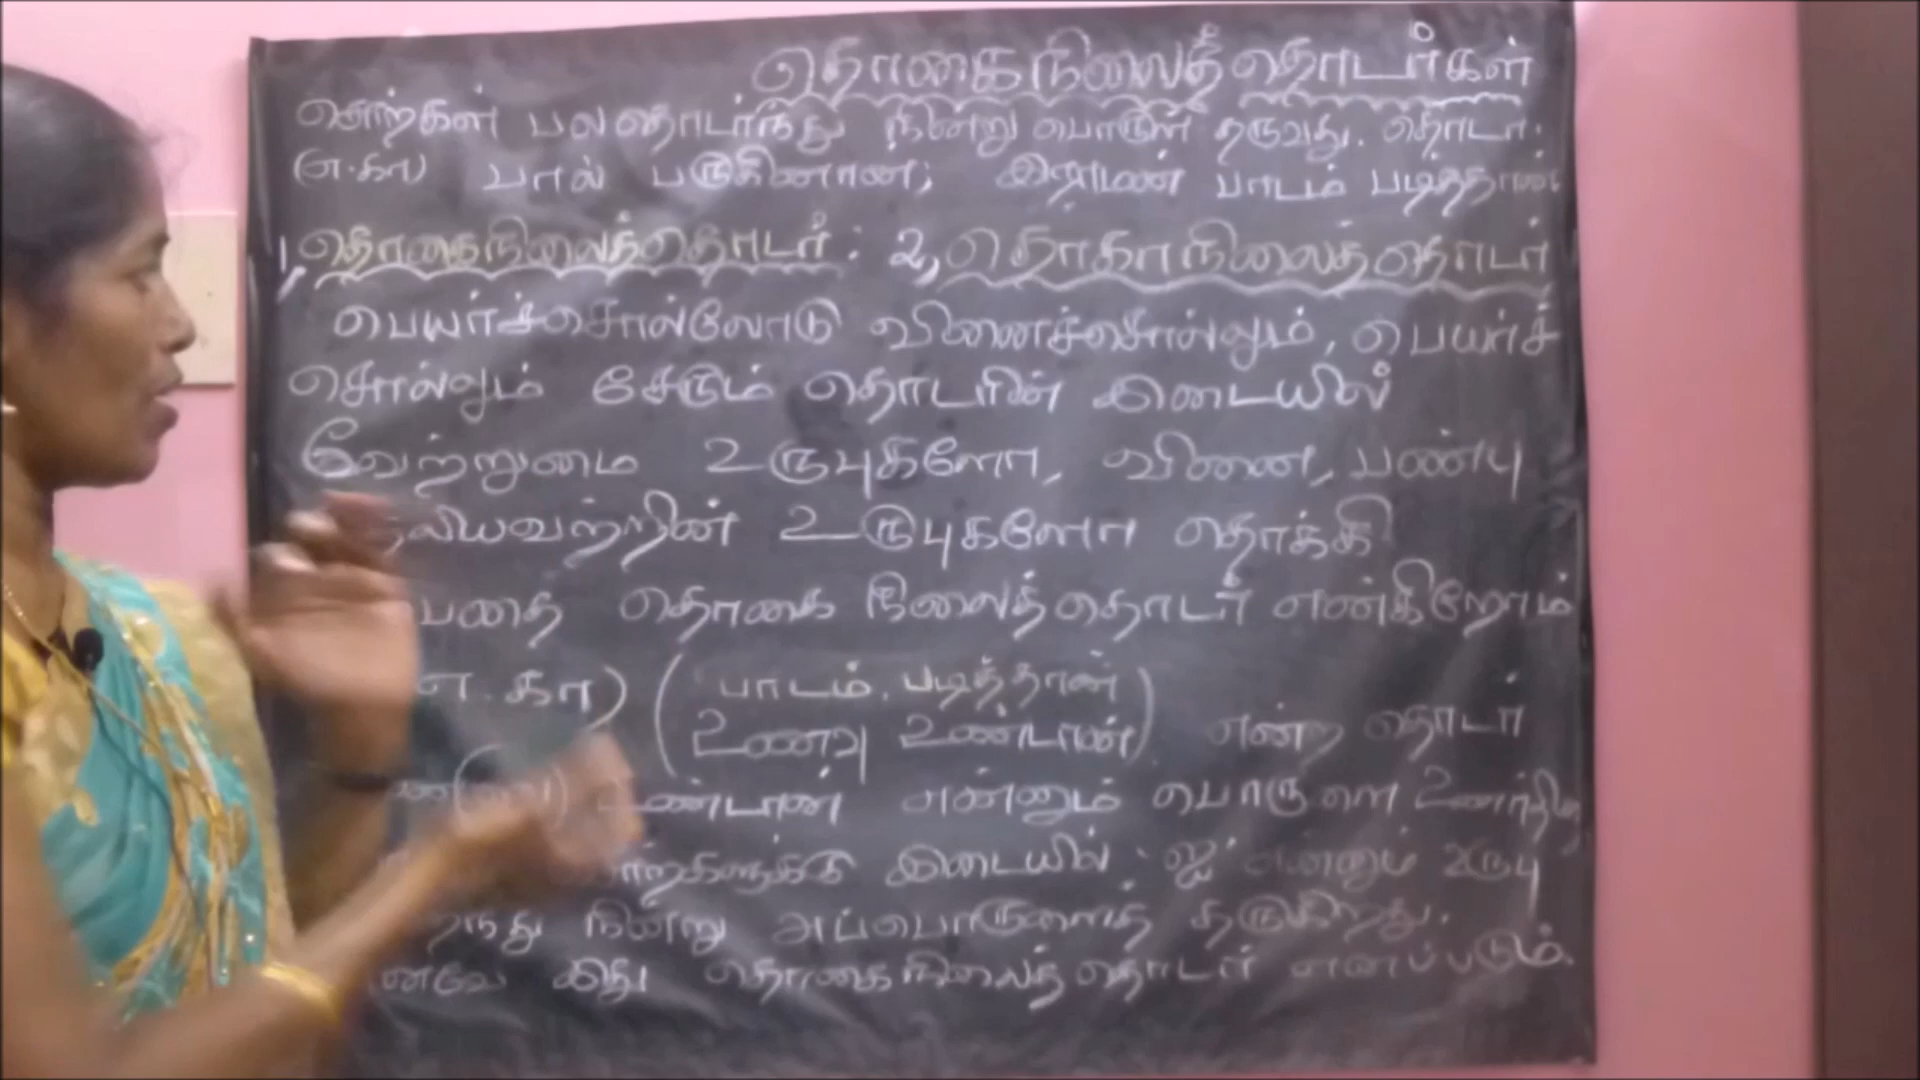 தொகைநிலைத் தொடர்கள்
சொற்கள் பல தொடர்ந்து நின்று பொருள் தருவது. தொடர்.
(எ.கா) பால் பருகினான்; இராமன் பாடம் படித்தான்
1, தொகைநிலைத்தொடர் : 2, தொகாநிலைத்தொடர்
பெயர்ச்சொல்லோடு வினைச்சொல்லும், பெயர்ச்
சொல்லும் சேரும் தொடரின் இடையில்
வேற்றுமை உருபுகளோ, வினை, பண்பு
உருபுகளோ தொக்கி
தொகை நிலைத்தொடர் என்கிறோம்
எ.கா) ( பாடம். படித்தான்
உணவு உண்டான்) என்ற தொடர்
உண்டான் என்னும் பொருளை
இடையில் 'ஐ' என்னும் உருபு
நின்று அப்பொருளைத் தருகிறது.
இது தொகைநிலைத்தொடர் எனப்படும்.